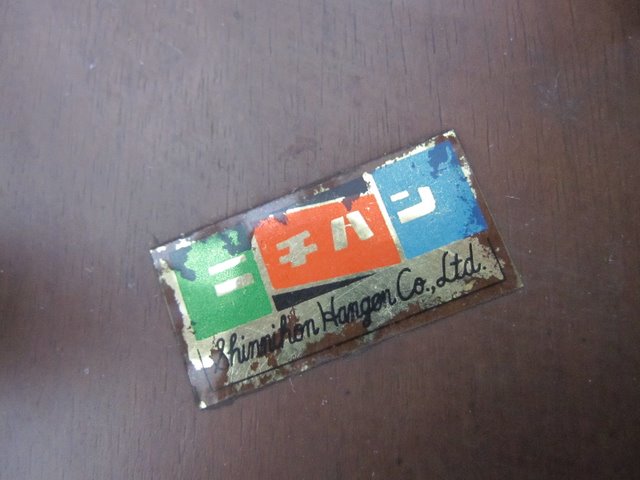 ニチハン
Shinnihon Hangen Co., Ltd.